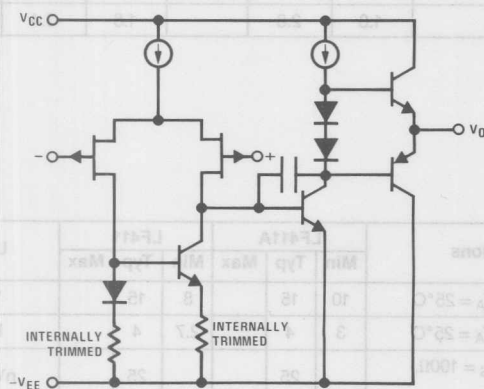 VCC
VO
-
+
INTERNALLY
TRIMMED
INTERNALLY
TRIMMED
-VEE